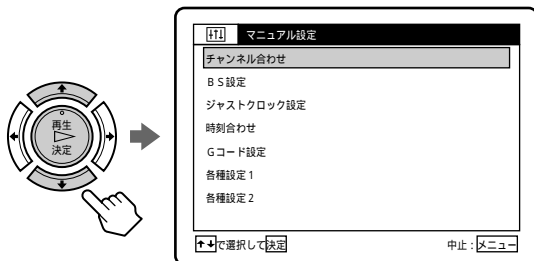 マニュアル設定
チャンネル合わせ
ＢＳ設定
ジャストクロック設定
時刻合わせ
Ｇコード設定
各種設定１
各種設定２
再生
決定
↑↓で選択して決定
中止：メニュー